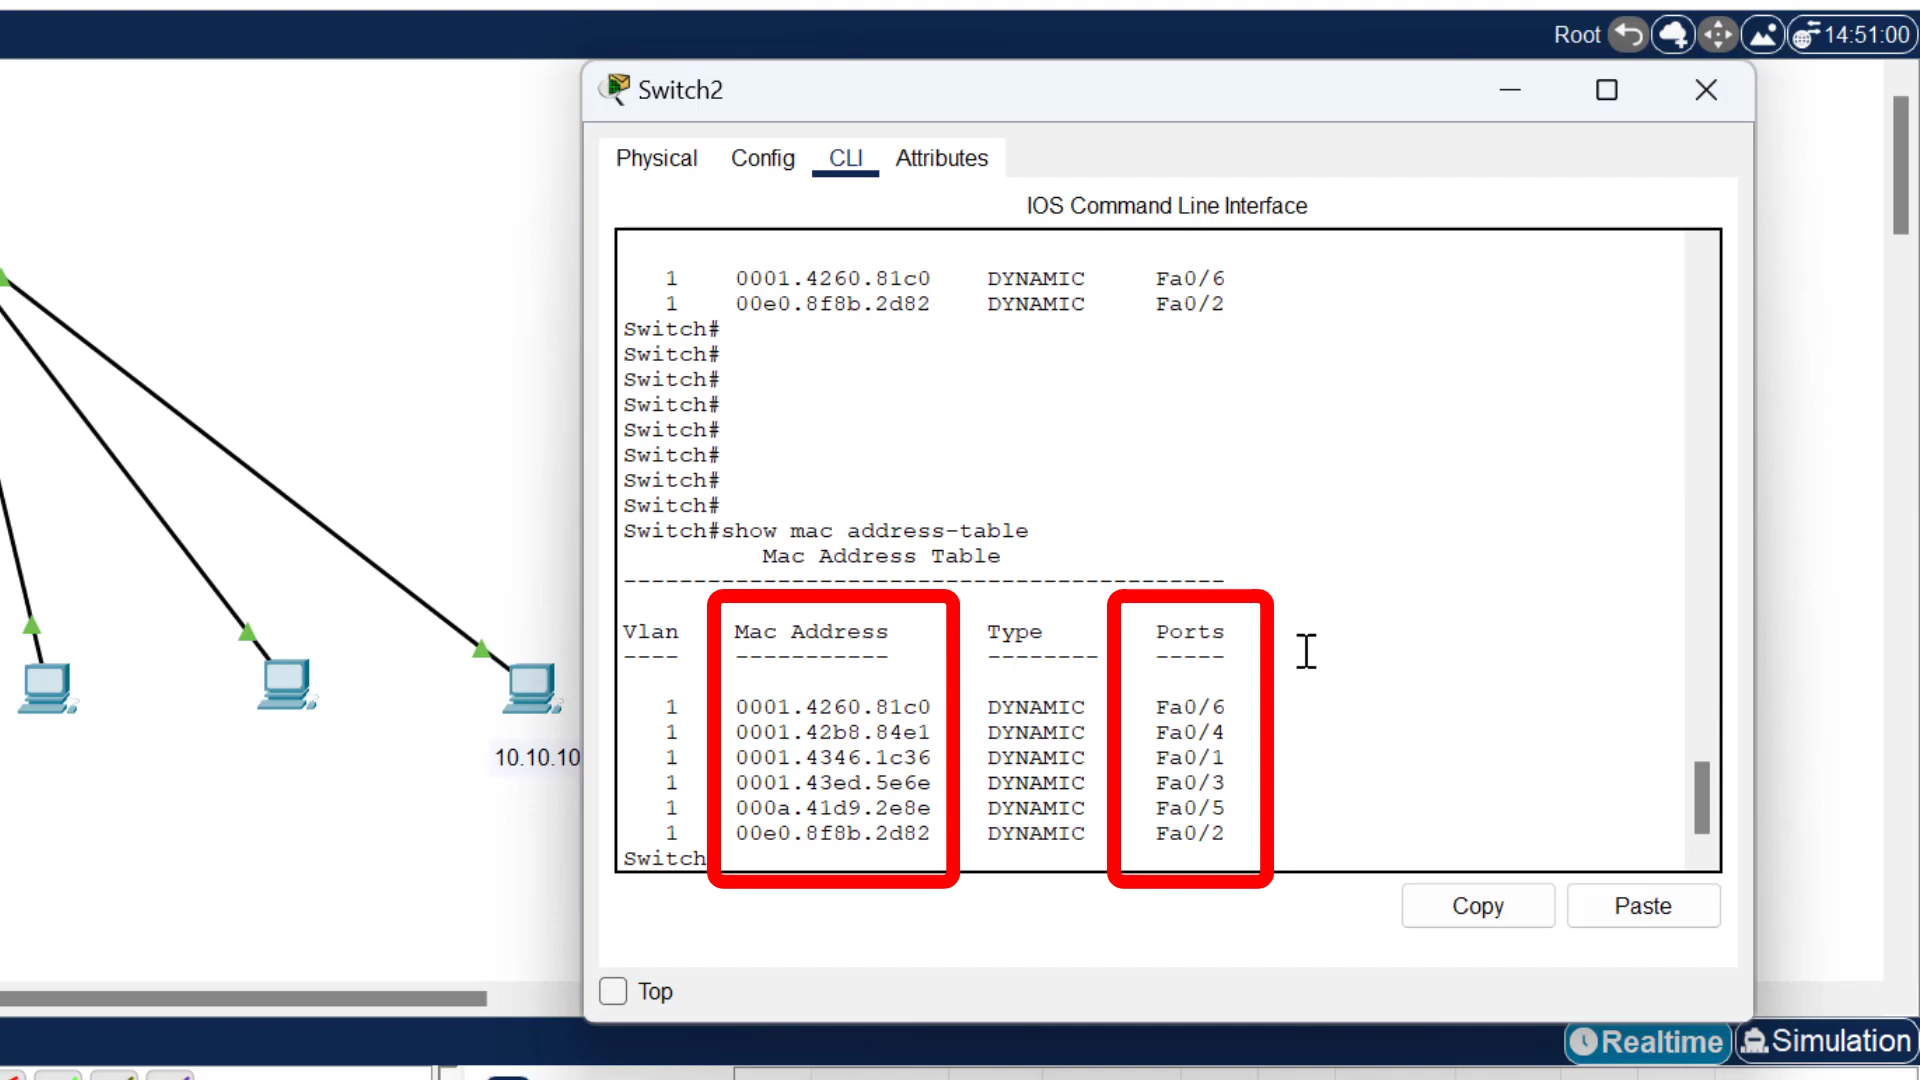 Root 14:51:00
Switch2
Physical Config CLI Attributes
IOS Command Line Interface
1 0001.4260.81c0 DYNAMIC Fa0/6
1 00e0.8f8b.2d82 DYNAMIC Fa0/2
Switch#
Switch#
Switch#
Switch#
Switch#
Switch#
Switch#
Switch#
Switch#show mac address-table
Mac Address Table
-------------------------------------------
Vlan Mac Address Type Ports
---- ----------- -------- -----
1 0001.4260.81c0 DYNAMIC Fa0/6
1 0001.42b8.84e1 DYNAMIC Fa0/4
1 0001.4346.1c36 DYNAMIC Fa0/1
1 0001.43ed.5e6e DYNAMIC Fa0/3
1 000a.41d9.2e8e DYNAMIC Fa0/5
1 00e0.8f8b.2d82 DYNAMIC Fa0/2
Switch
10.10.10
Copy Paste
Top
Realtime Simulation